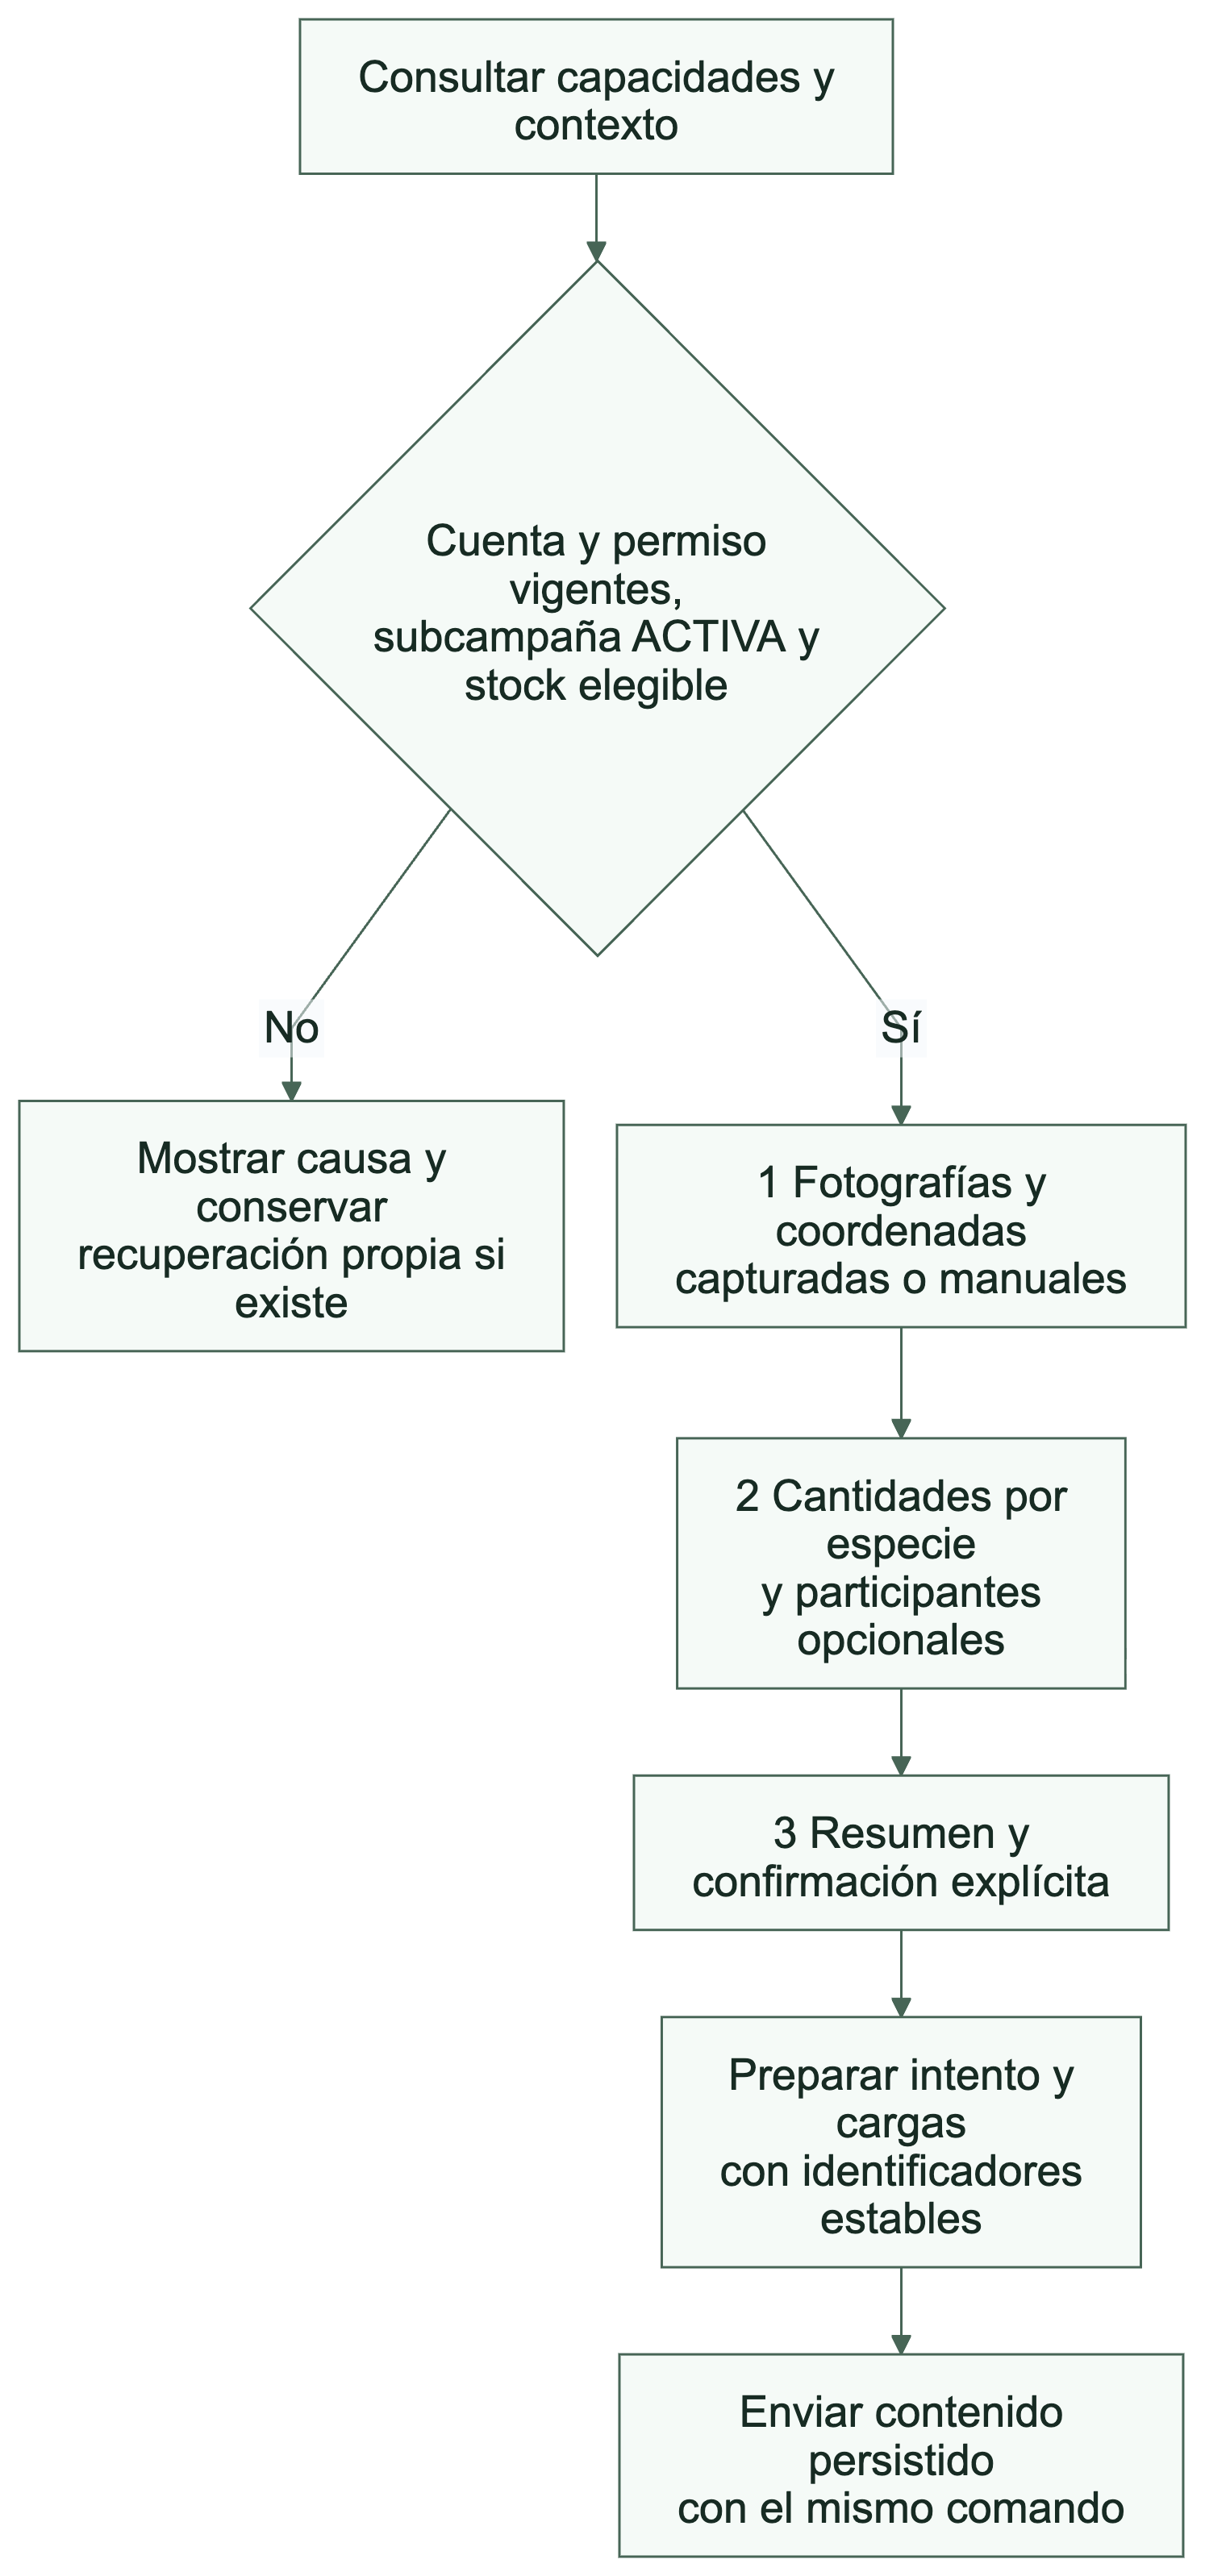 Consultar capacidades y
contexto
Cuenta y permiso
vigentes,
subcampaña ACTIVA y
stock elegible
No
Sí
Mostrar causa y
conservar
recuperación propia si
existe
1 Fotografías y
coordenadas
capturadas o manuales
2 Cantidades por
especie
y participantes
opcionales
3 Resumen y
confirmación explícita
Preparar intento y
cargas
con identificadores
estables
Enviar contenido
persistido
con el mismo comando